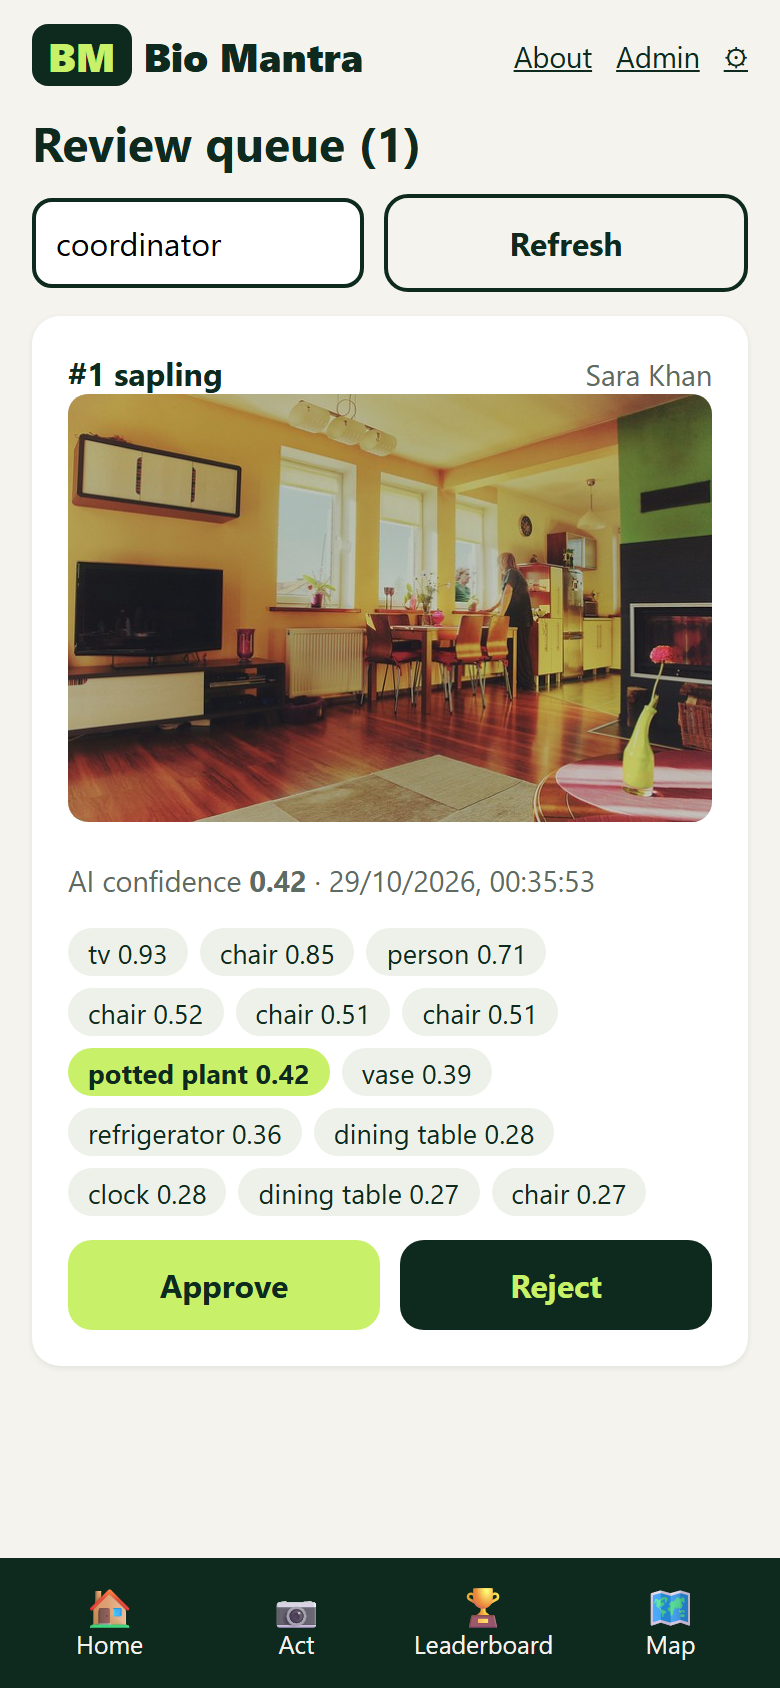 BM Bio Mantra About Admin ⚙
Review queue (1)
coordinator Refresh
#1 sapling Sara Khan
AI confidence 0.42 · 29/10/2026, 00:35:53
tv 0.93 chair 0.85 person 0.71
chair 0.52 chair 0.51 chair 0.51
potted plant 0.42 vase 0.39
refrigerator 0.36 dining table 0.28
clock 0.28 dining table 0.27 chair 0.27
Approve Reject
Home Act Leaderboard Map